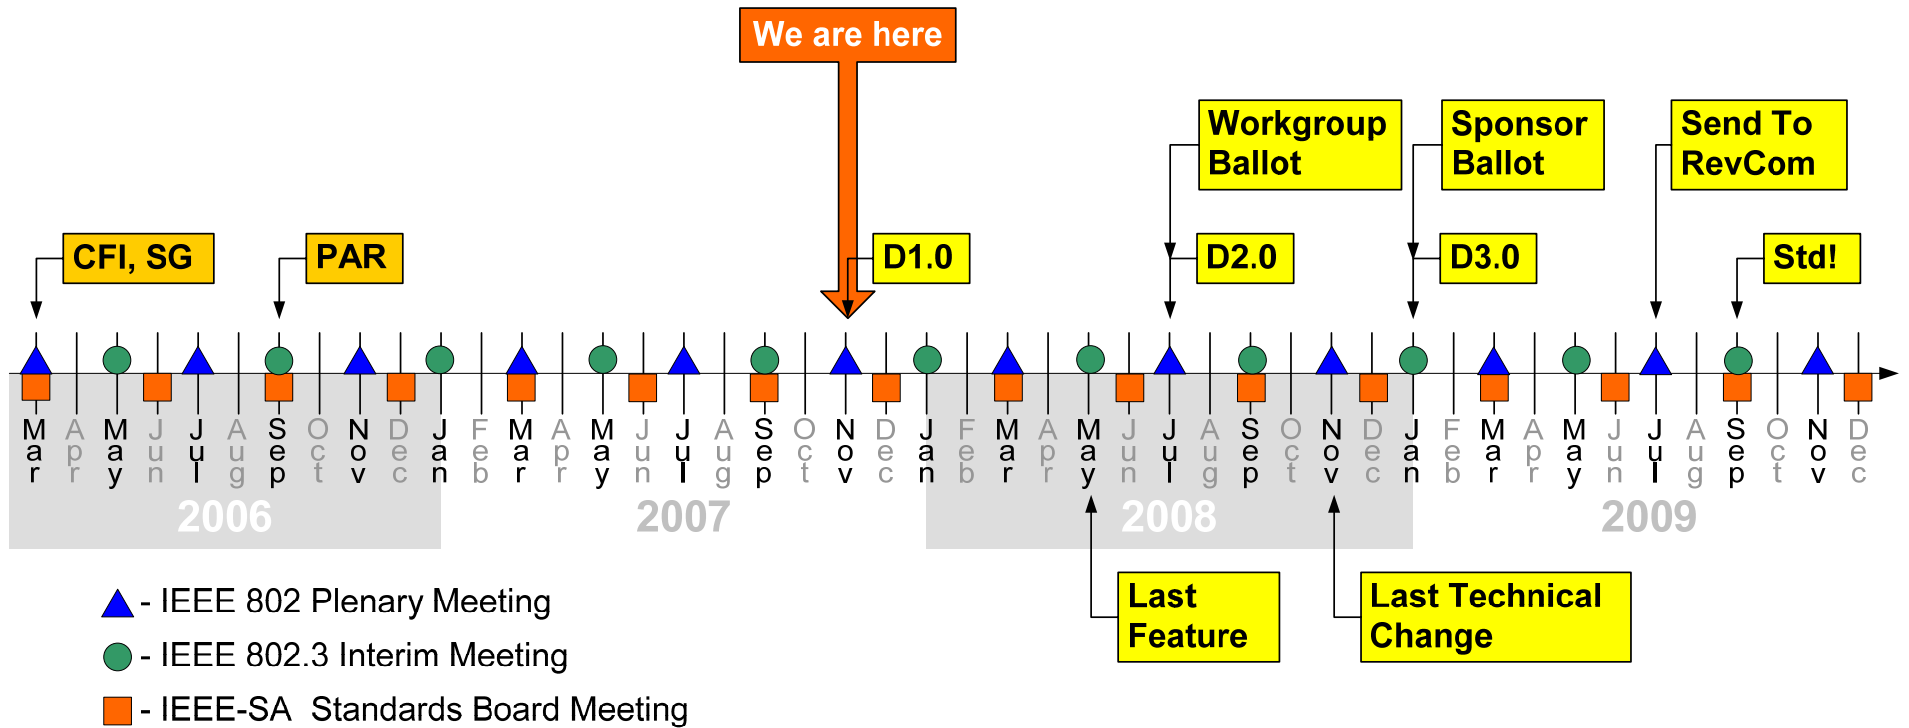 We are here
Workgroup
Ballot
Sponsor
Ballot
Send To
RevCom
CFI, SG
PAR
D1.0
D2.0
D3.0
Std!
Mar Apr May Jun Jul Aug Sep Oct Nov Dec Jan Feb Mar Apr May Jun Jul Aug Sep Oct Nov Dec Jan Feb Mar Apr May Jun Jul Aug Sep Oct Nov Dec Jan Feb Mar Apr May Jun Jul Aug Sep Oct Nov Dec
2006 2007 2008 2009
Last
Feature
Last Technical
Change
- IEEE 802 Plenary Meeting
- IEEE 802.3 Interim Meeting
- IEEE-SA Standards Board Meeting